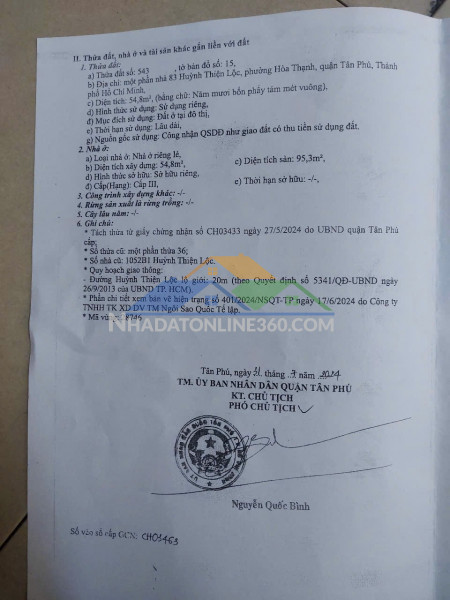 II. Thửa đất, nhà ở và tài sản khác gắn liền với đất
1. Thửa đất:
a) Thửa đất số: 543 , tờ bản đồ số: 15,
b) Địa chỉ: một phần nhà 83 Huỳnh Thiện Lộc, phường Hòa Thạnh, quận Tân Phú, Thành
phố Hồ Chí Minh,
c) Diện tích: 54,8m², (bằng chữ: Năm mươi bốn phẩy tám mét vuông).
d) Hình thức sử dụng: Sử dụng riêng,
đ) Mục đích sử dụng: Đất ở tại đô thị,
e) Thời hạn sử dụng: Lâu dài,
g) Nguồn gốc sử dụng: Công nhận QSDĐ như giao đất có thu tiền sử dụng đất.
2. Nhà ở:
a) Loại nhà ở: Nhà ở riêng lẻ,
b) Diện tích xây dựng: 54,8m², c) Diện tích sàn: 95,3m²,
d) Hình thức sở hữu: Sở hữu riêng,
đ) Cấp(Hạng): Cấp III, e) Thời hạn sở hữu: -/-,
3. Công trình xây dựng khác: -/-
4. Rừng sản xuất là rừng trồng: -/-
5. Cây lâu năm: -/-
6. Ghi chú:
* Tách thửa từ giấy chứng nhận số CH03433 ngày 27/5/2024 do UBND quận Tân Phú
cấp;
* Số thửa cũ: một phần thửa 36;
* Số nhà cũ: 1052B1 Huỳnh Thiện Lộc.
* Quy hoạch giao thông:
- Đường Huỳnh Thiện Lộc lộ giới: 20m (theo Quyết định số 5341/QĐ-UBND ngày
26/9/2013 của UBND TP. HCM).
* Phần chi tiết xem bản vẽ hiện trạng số 401/2024/NSQT-TP ngày 17/6/2024 do Công ty
TNHH TK XD DV TM Ngôi Sao Quốc Tế lập.
* Mã
NHADATONLINE360.COM
Tân Phú, ngày 31 tháng 7 năm 2024
TM. ỦY BAN NHÂN DÂN QUẬN TÂN PHÚ
KT. CHỦ TỊCH
PHÓ CHỦ TỊCH
Nguyễn Quốc Bình
Số vào sổ cấp GCN: CH03463